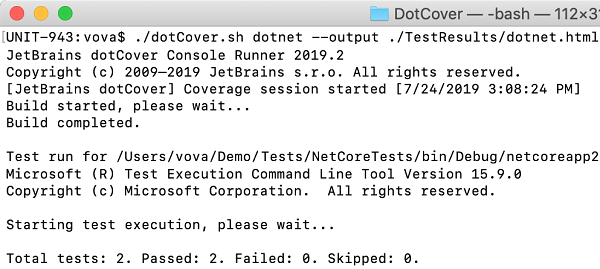 DotCover — -bash — 112×3
UNIT-943:vova$ ./dotCover.sh dotnet --output ./TestResults/dotnet.html
JetBrains dotCover Console Runner 2019.2
Copyright (c) 2009–2019 JetBrains s.r.o. All rights reserved.
[JetBrains dotCover] Coverage session started [7/24/2019 3:08:24 PM]
Build started, please wait...
Build completed.
Test run for /Users/vova/Demo/Tests/NetCoreTests/bin/Debug/netcoreapp2
Microsoft (R) Test Execution Command Line Tool Version 15.9.0
Copyright (c) Microsoft Corporation.  All rights reserved.
Starting test execution, please wait...
Total tests: 2. Passed: 2. Failed: 0. Skipped: 0.